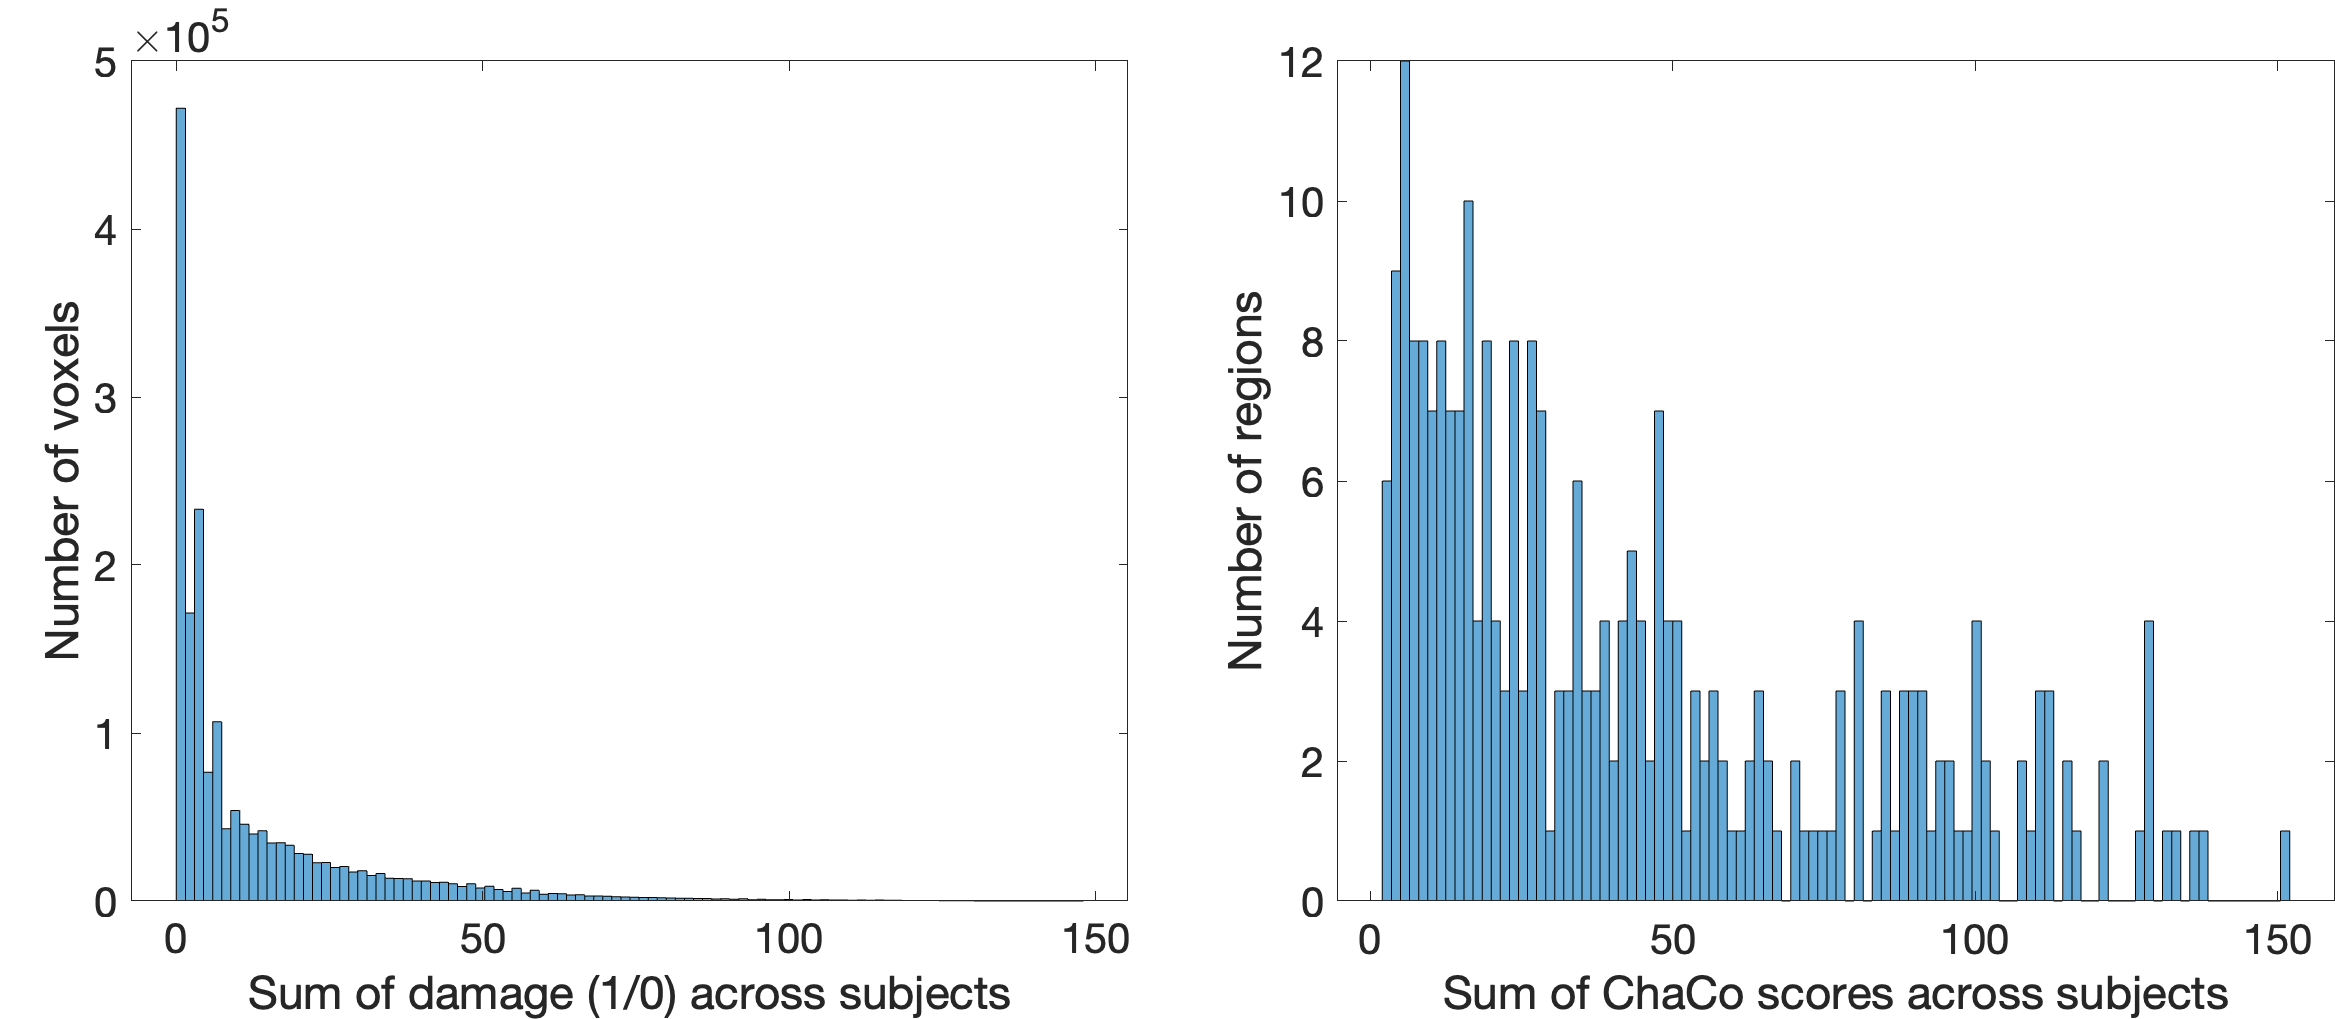 ×10⁵
5
4
3
2
1
0
0 50 100 150
Number of voxels
Sum of damage (1/0) across subjects
12
10
8
6
4
2
0
0 50 100 150
Number of regions
Sum of ChaCo scores across subjects